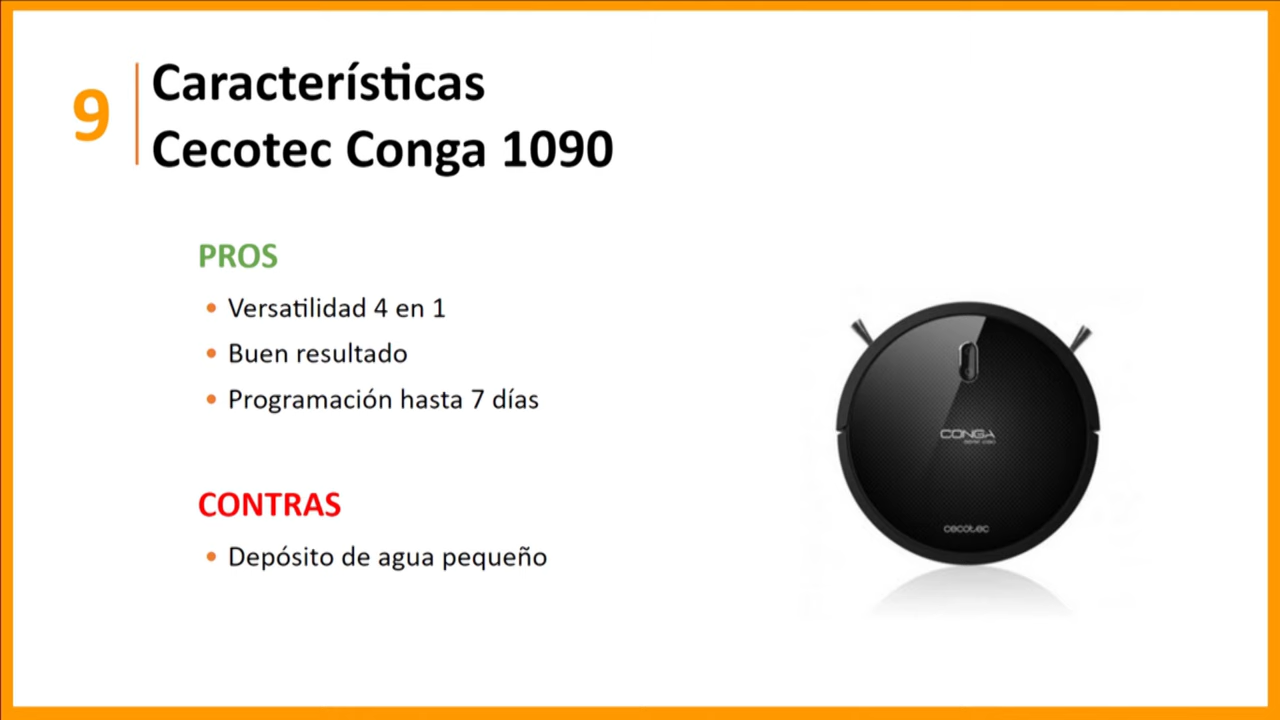 9
Características
Cecotec Conga 1090
PROS
• Versatilidad 4 en 1
• Buen resultado
• Programación hasta 7 días
CONTRAS
• Depósito de agua pequeño
CONGA
cecotec